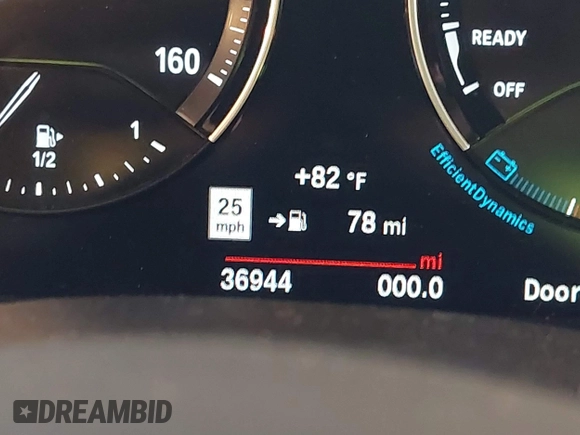 160
READY
OFF
1/2
1
+82 °F
EfficientDynamics
25
mph
78 mi
mi
36944
000.0
Door
DREAMBID